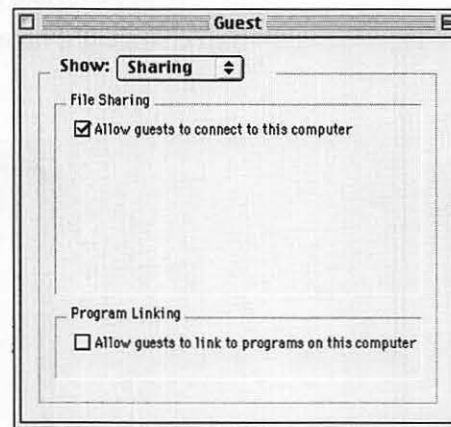 Guest
Show: Sharing
File Sharing
Allow guests to connect to this computer
Program Linking
Allow guests to link to programs on this computer